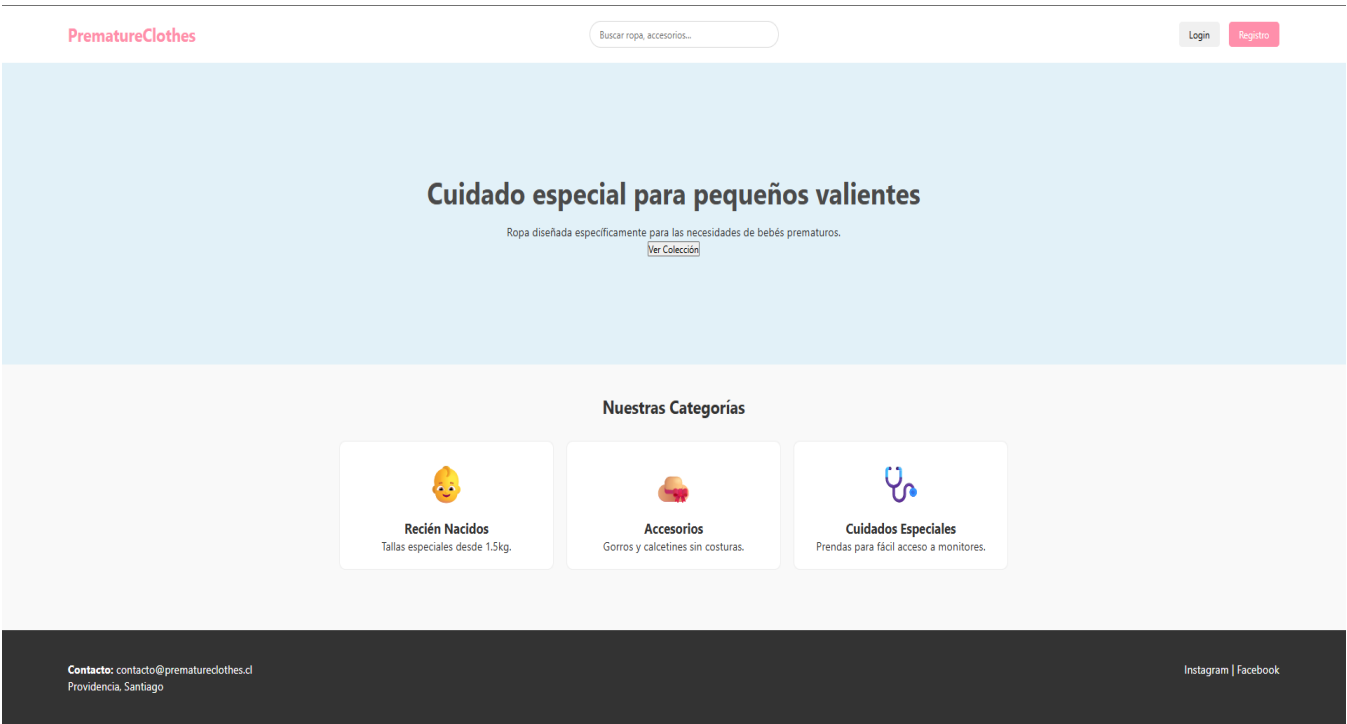 PrematureClothes
Buscar ropa, accesorios...
Login
Registro
Cuidado especial para pequeños valientes
Ropa diseñada específicamente para las necesidades de bebés prematuros.
Ver Colección
Nuestras Categorías
Recién Nacidos
Tallas especiales desde 1.5kg.
Accesorios
Gorros y calcetines sin costuras.
Cuidados Especiales
Prendas para fácil acceso a monitores.
Contacto: contacto@prematureclothes.cl
Providencia, Santiago
Instagram | Facebook